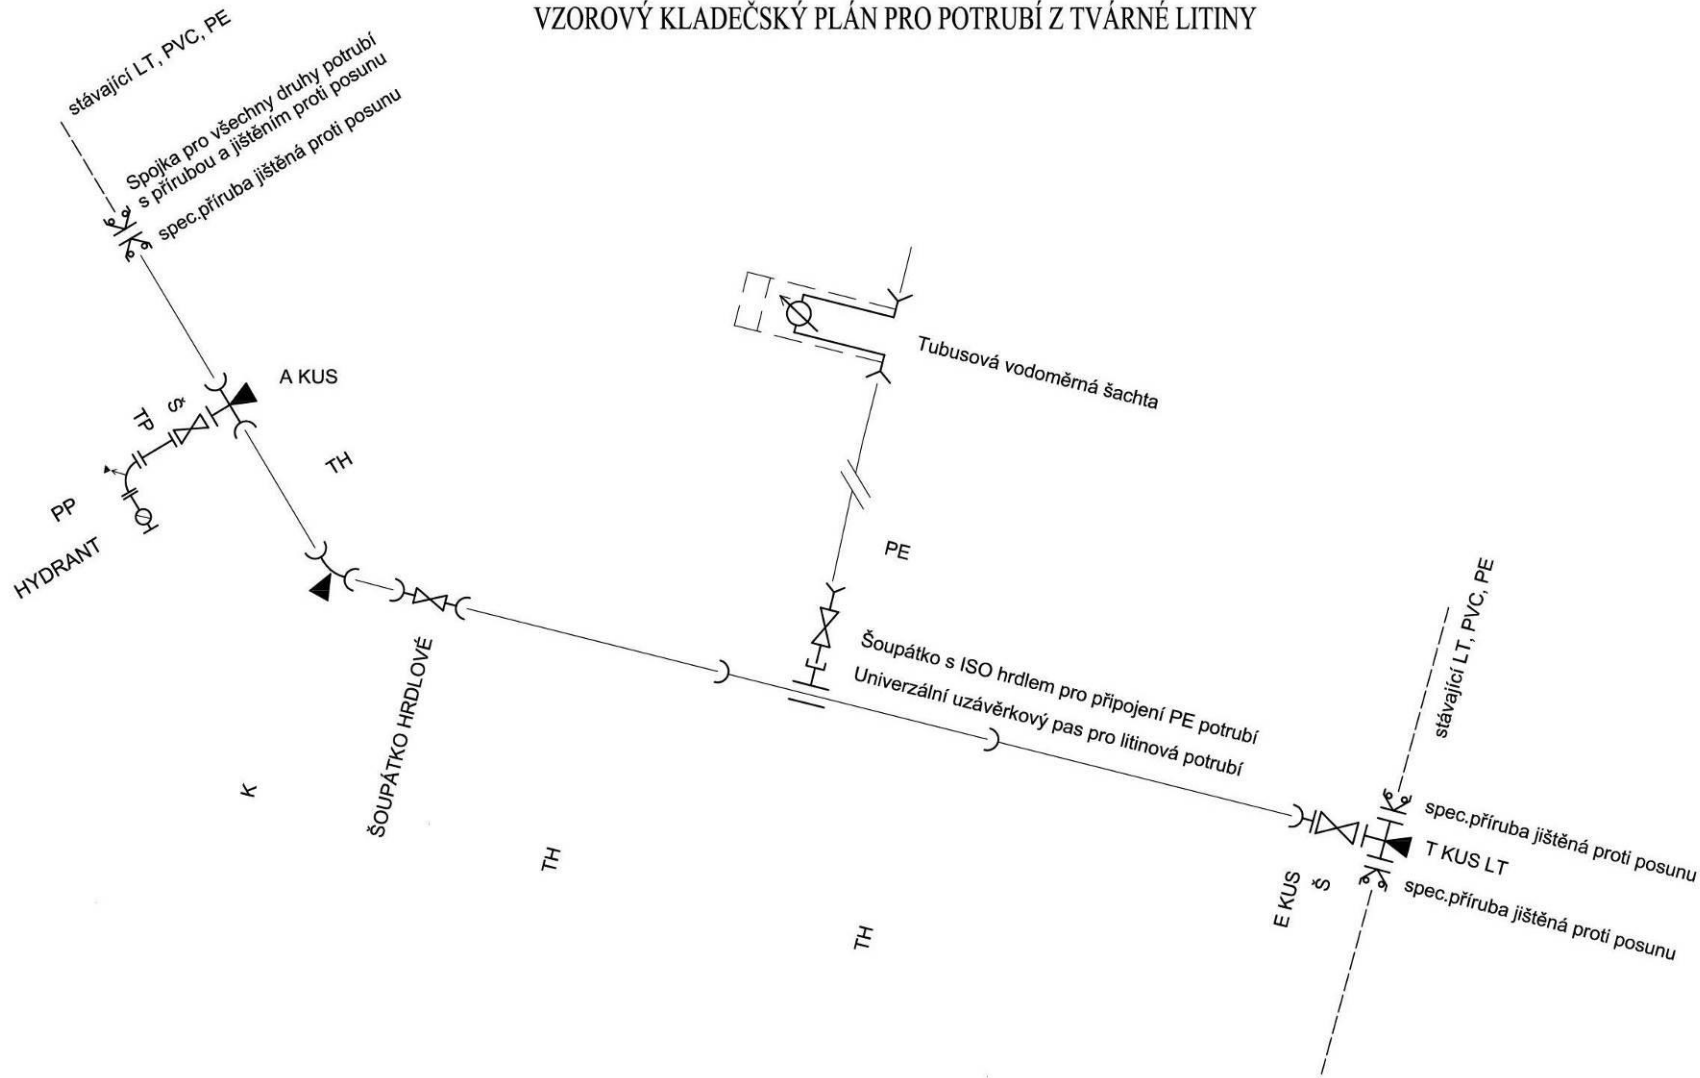 VZOROVÝ KLADEČSKÝ PLÁN PRO POTRUBÍ Z TVÁRNÉ LITINY
stávající LT, PVC, PE
Spojka pro všechny druhy potrubí
s přírubou a jištěním proti posunu
spec.příruba jištěná proti posunu
A KUS
Š
TP
TH
PP
HYDRANT
Tubusová vodoměrná šachta
PE
Šoupátko s ISO hrdlem pro připojení PE potrubí
Univerzální uzávěrkový pas pro litinová potrubí
K
ŠOUPÁTKO HRDLOVÉ
TH
TH
stávající LT, PVC, PE
spec.příruba jištěná proti posunu
T KUS LT
spec.příruba jištěná proti posunu
E KUS
Š